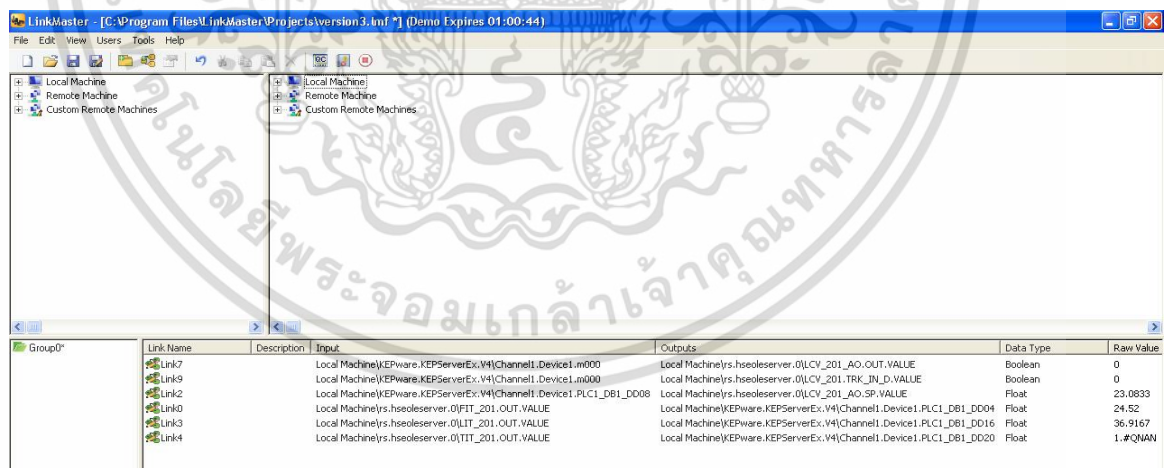 LinkMaster - [C:\Program Files\LinkMaster\Projects\version3.lmf *] (Demo Expires 01:00:44)
File Edit View Users Tools Help
Local Machine
Remote Machine
Custom Remote Machines
Local Machine
Remote Machine
Custom Remote Machines
Group0*
Link Name Description Input Outputs Data Type Raw Value
Link7 Local Machine\KEPware.KEPServerEx.V4\Channel1.Device1.m000 Local Machine\rs.hseoleserver.0\LCV_201_AO.OUT.VALUE Boolean 0
Link9 Local Machine\KEPware.KEPServerEx.V4\Channel1.Device1.m000 Local Machine\rs.hseoleserver.0\LCV_201.TRK_IN_D.VALUE Boolean 0
Link2 Local Machine\KEPware.KEPServerEx.V4\Channel1.Device1.PLC1_DB1_DD08 Local Machine\rs.hseoleserver.0\LCV_201_AO.SP.VALUE Float 23.0833
Link0 Local Machine\rs.hseoleserver.0\FIT_201.OUT.VALUE Local Machine\KEPware.KEPServerEx.V4\Channel1.Device1.PLC1_DB1_DD04 Float 24.52
Link3 Local Machine\rs.hseoleserver.0\LIT_201.OUT.VALUE Local Machine\KEPware.KEPServerEx.V4\Channel1.Device1.PLC1_DB1_DD16 Float 36.9167
Link4 Local Machine\rs.hseoleserver.0\TIT_201.OUT.VALUE Local Machine\KEPware.KEPServerEx.V4\Channel1.Device1.PLC1_DB1_DD20 Float 1.#QNAN